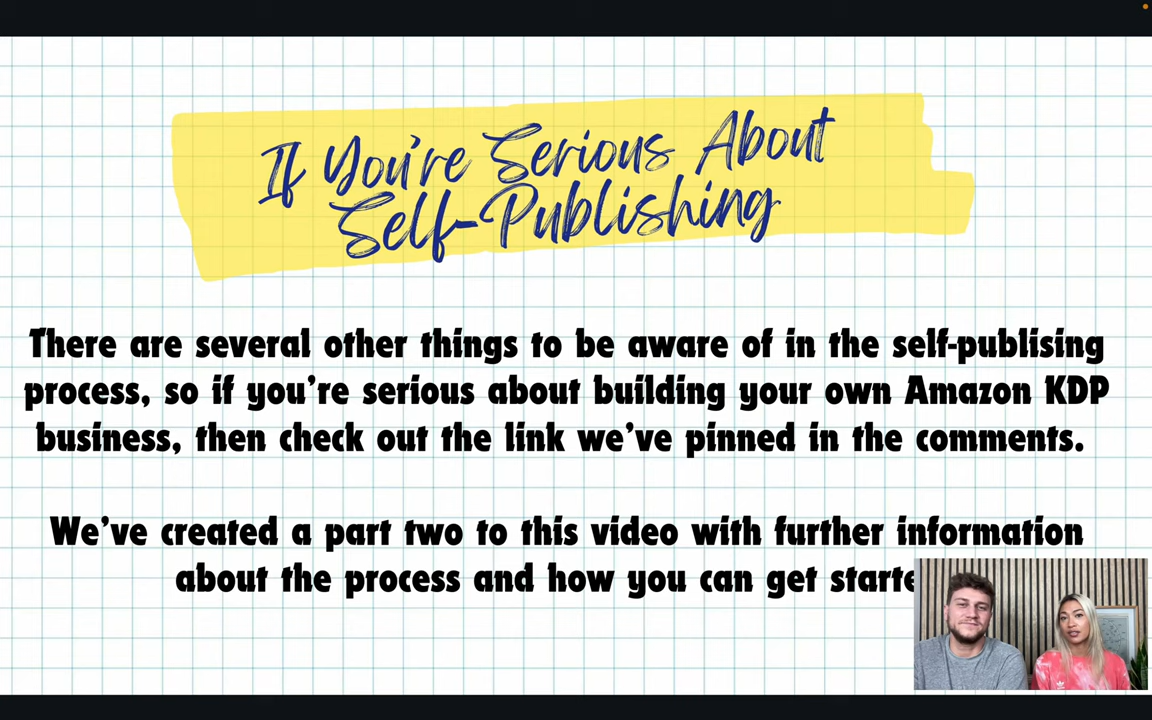 If You're Serious About
Self-Publishing
There are several other things to be aware of in the self-publising
process, so if you're serious about building your own Amazon KDP
business, then check out the link we've pinned in the comments.
We've created a part two to this video with further information
about the process and how you can get starte